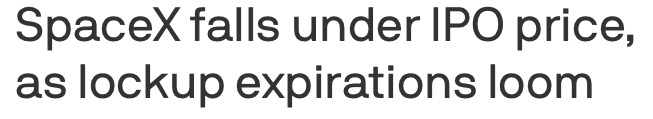 SpaceX falls under IPO price,
as lockup expirations loom